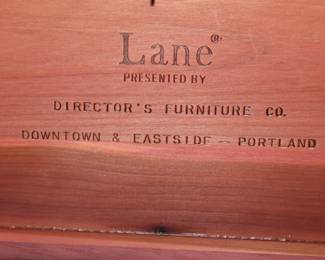 Lane®
PRESENTED BY
DIRECTOR'S FURNITURE CO.
DOWNTOWN & EASTSIDE — PORTLAND